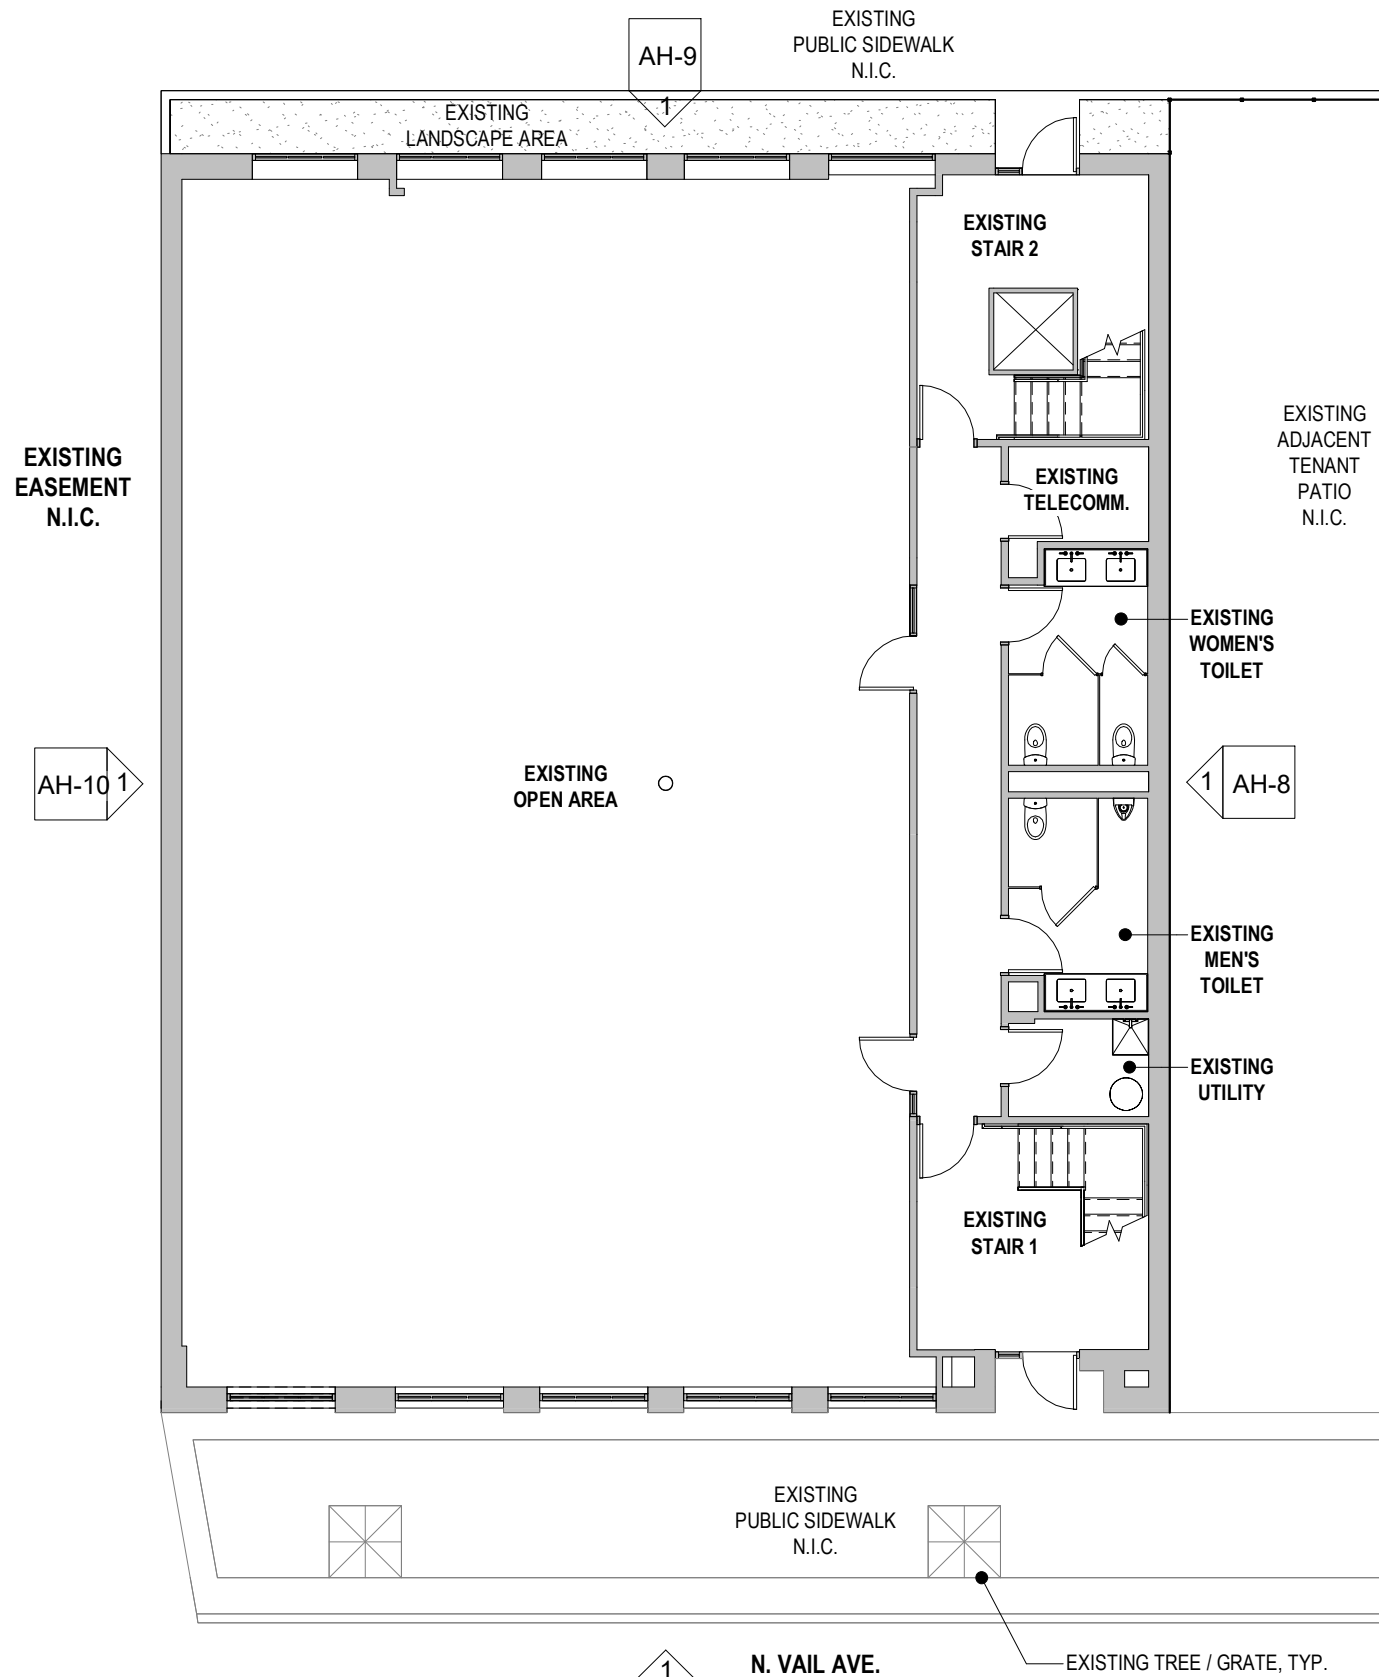 EXISTING
PUBLIC SIDEWALK
N.I.C.
AH-9
1
EXISTING
LANDSCAPE AREA
EXISTING
STAIR 2
EXISTING
ADJACENT
TENANT
PATIO
N.I.C.
EXISTING
EASEMENT
N.I.C.
EXISTING
TELECOMM.
EXISTING
WOMEN'S
TOILET
AH-10
1
EXISTING
OPEN AREA
1
AH-8
EXISTING
MEN'S
TOILET
EXISTING
UTILITY
EXISTING
STAIR 1
EXISTING
PUBLIC SIDEWALK
N.I.C.
1
N. VAIL AVE.
EXISTING TREE / GRATE, TYP.